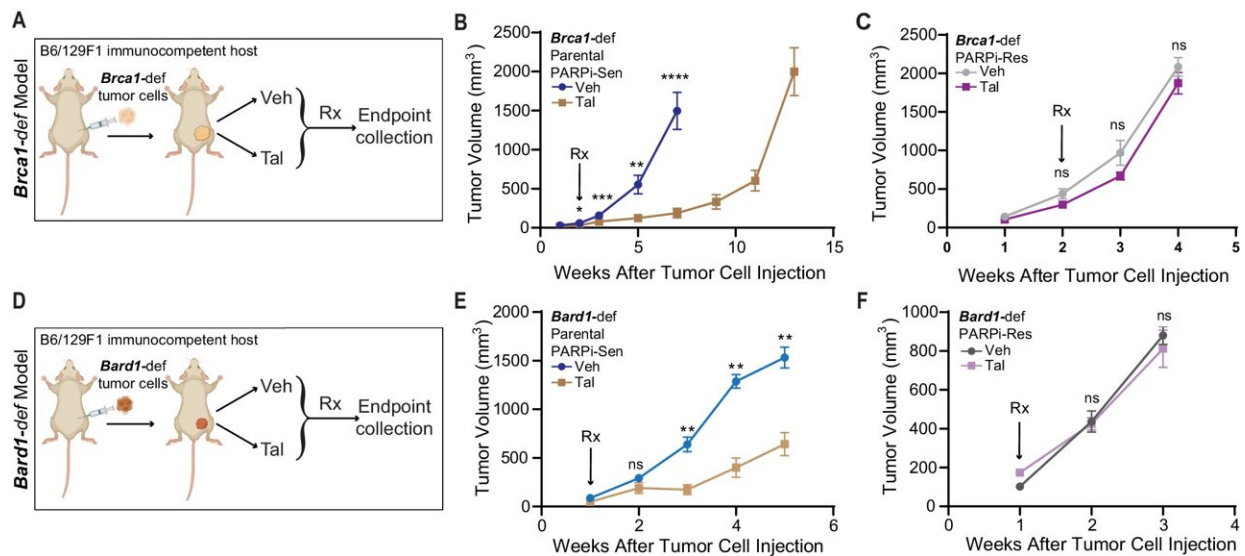 A
B6/129F1 immunocompetent host
Brca1-def Model
Brca1-def
tumor cells
Veh
Tal
Rx
Endpoint
collection
B
Tumor Volume (mm3)
2500
2000
1500
1000
500
0
Brca1-def
Parental
PARPi-Sen
Veh
Tal
Rx
*
***
**
****
0 5 10 15
Weeks After Tumor Cell Injection
C
Tumor Volume (mm3)
2500
2000
1500
1000
500
0
Brca1-def
PARPi-Res
Veh
Tal
Rx
ns
ns
ns
0 1 2 3 4 5
Weeks After Tumor Cell Injection
D
B6/129F1 immunocompetent host
Bard1-def Model
Bard1-def
tumor cells
Veh
Tal
Rx
Endpoint
collection
E
Tumor Volume (mm3)
2000
1500
1000
500
0
Bard1-def
Parental
PARPi-Sen
Veh
Tal
Rx
ns
**
**
**
0 2 4 6
Weeks After Tumor Cell Injection
F
Tumor Volume (mm3)
1000
800
600
400
200
0
Bard1-def
PARPi-Res
Veh
Tal
Rx
ns
ns
0 1 2 3 4
Weeks After Tumor Cell Injection